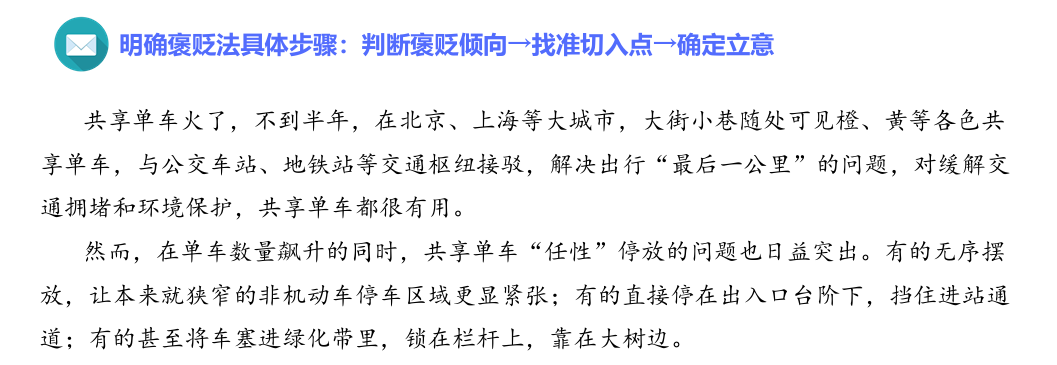 明确褒贬法具体步骤：判断褒贬倾向→找准切入点→确定立意
共享单车火了，不到半年，在北京、上海等大城市，大街小巷随处可见橙、黄等各色共
享单车，与公交车站、地铁站等交通枢纽接驳，解决出行“最后一公里”的问题，对缓解交
通拥堵和环境保护，共享单车都很有用。
然而，在单车数量飙升的同时，共享单车“任性”停放的问题也日益突出。有的无序摆
放，让本来就狭窄的非机动车停车区域更显紧张；有的直接停在出入口台阶下，挡住进站通
道；有的甚至将车塞进绿化带里，锁在栏杆上，靠在大树边。